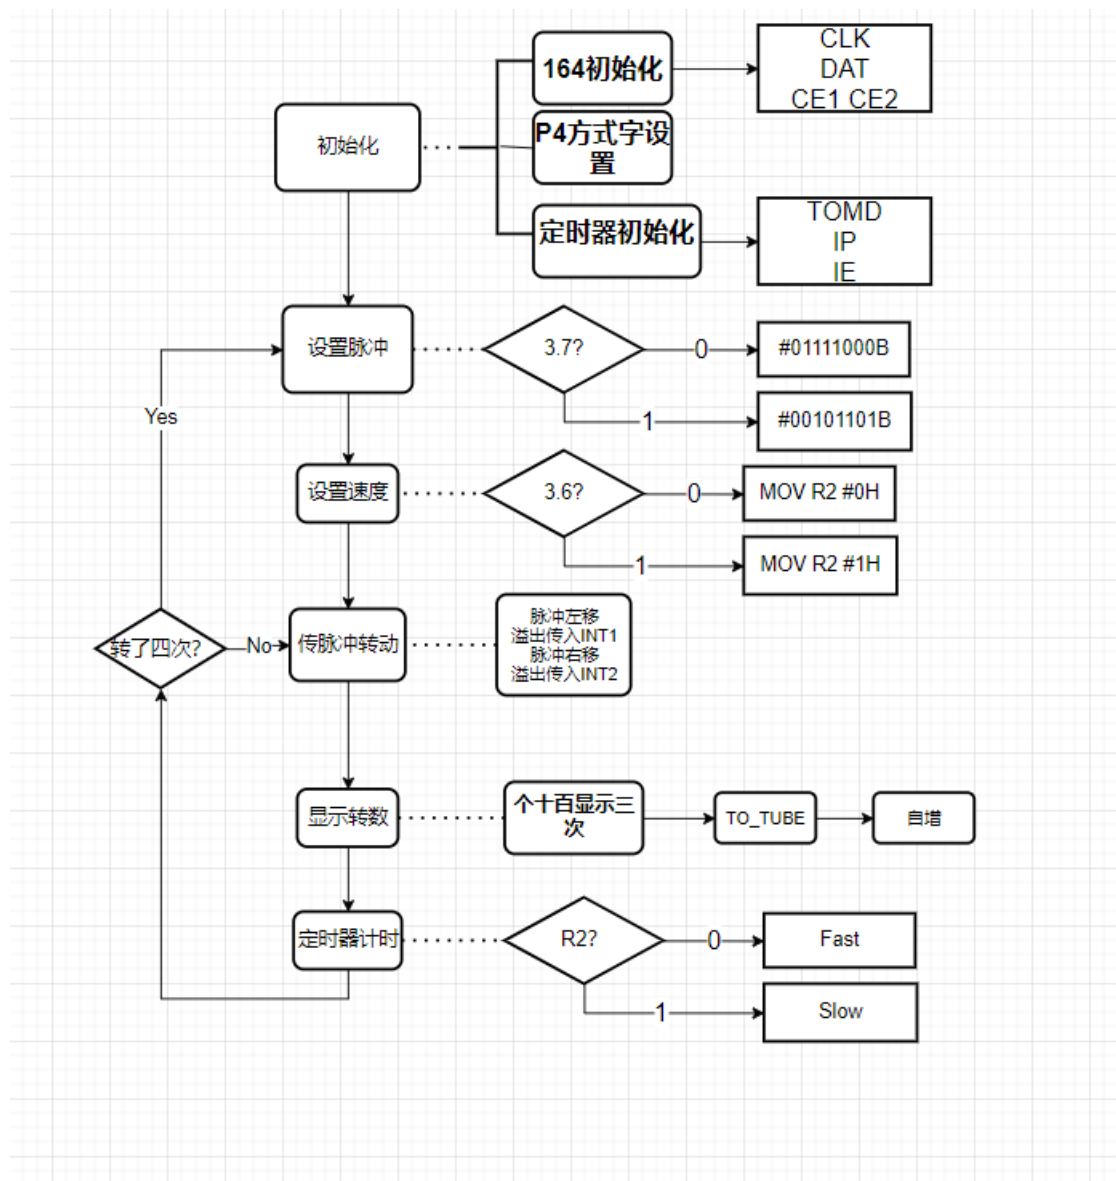 初始化
164初始化
CLK
DAT
CE1 CE2
P4方式字设
置
定时器初始化
TOMD
IP
IE
设置脉冲
3.7?
0
#01111000B
1
#00101101B
Yes
设置速度
3.6?
0
MOV R2 #0H
1
MOV R2 #1H
转了四次?
No
传脉冲转动
脉冲左移
溢出传入INT1
脉冲右移
溢出传入INT2
显示转数
个十百显示三
次
TO_TUBE
自增
定时器计时
R2?
0
Fast
1
Slow